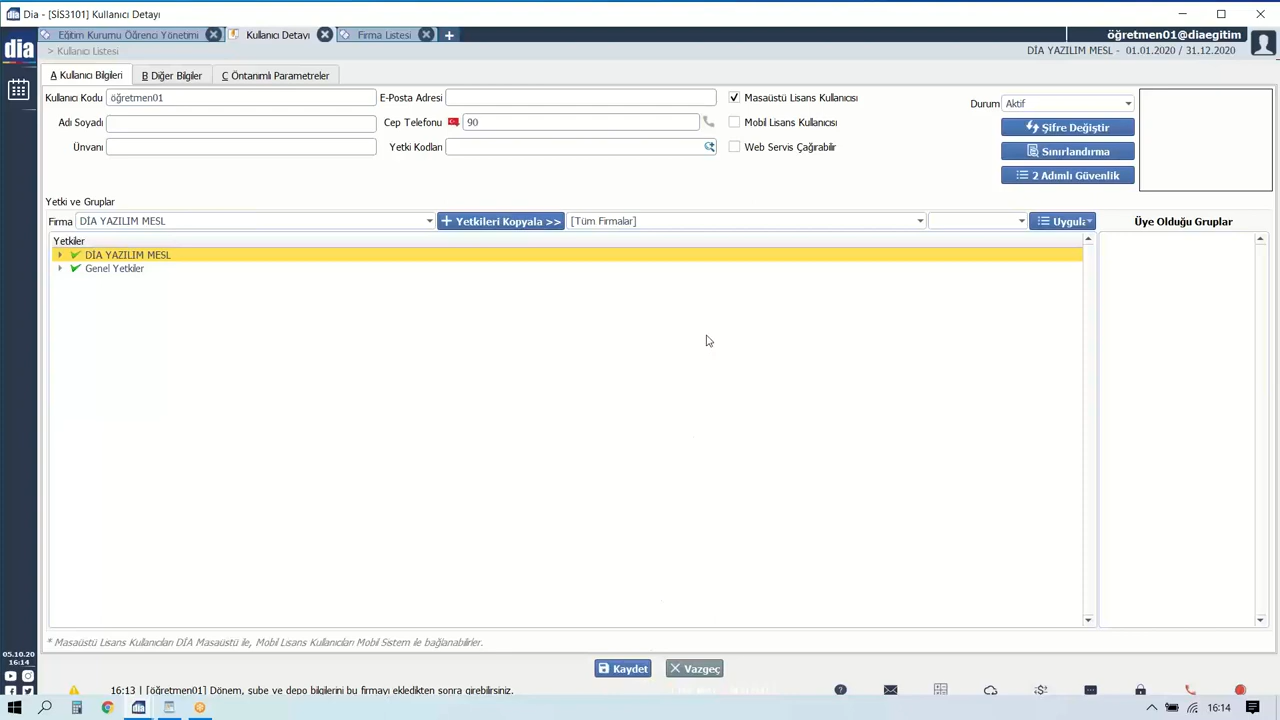 Dia - [SİS3101] Kullanıcı Detayı
dia
Eğitim Kurumu Öğrenci Yönetimi
Kullanıcı Detayı
Firma Listesi
öğretmen01@diaegitim
> Kullanıcı Listesi
DİA YAZILIM MESL - 01.01.2020 / 31.12.2020
A Kullanıcı Bilgileri
B Diğer Bilgiler
C Öntanımlı Parametreler
Kullanıcı Kodu öğretmen01
E-Posta Adresi
Masaüstü Lisans Kullanıcısı
Durum Aktif
Adı Soyadı
Cep Telefonu 90
Mobil Lisans Kullanıcısı
Şifre Değiştir
Ünvanı
Yetki Kodları
Web Servis Çağırabilir
Sınırlandırma
2 Adımlı Güvenlik
Yetki ve Gruplar
Firma DİA YAZILIM MESL
+ Yetkileri Kopyala >>
[Tüm Firmalar]
Uygula
Üye Olduğu Gruplar
Yetkiler
DİA YAZILIM MESL
Genel Yetkiler
* Masaüstü Lisans Kullanıcıları DİA Masaüstü ile, Mobil Lisans Kullanıcıları Mobil Sistem ile bağlanabilirler.
05.10.20
16:14
Kaydet
Vazgeç
16:13 | [öğretmen01] Dönem, şube ve depo bilgilerini bu firmayı ekledikten sonra girebilirsiniz.
16:14